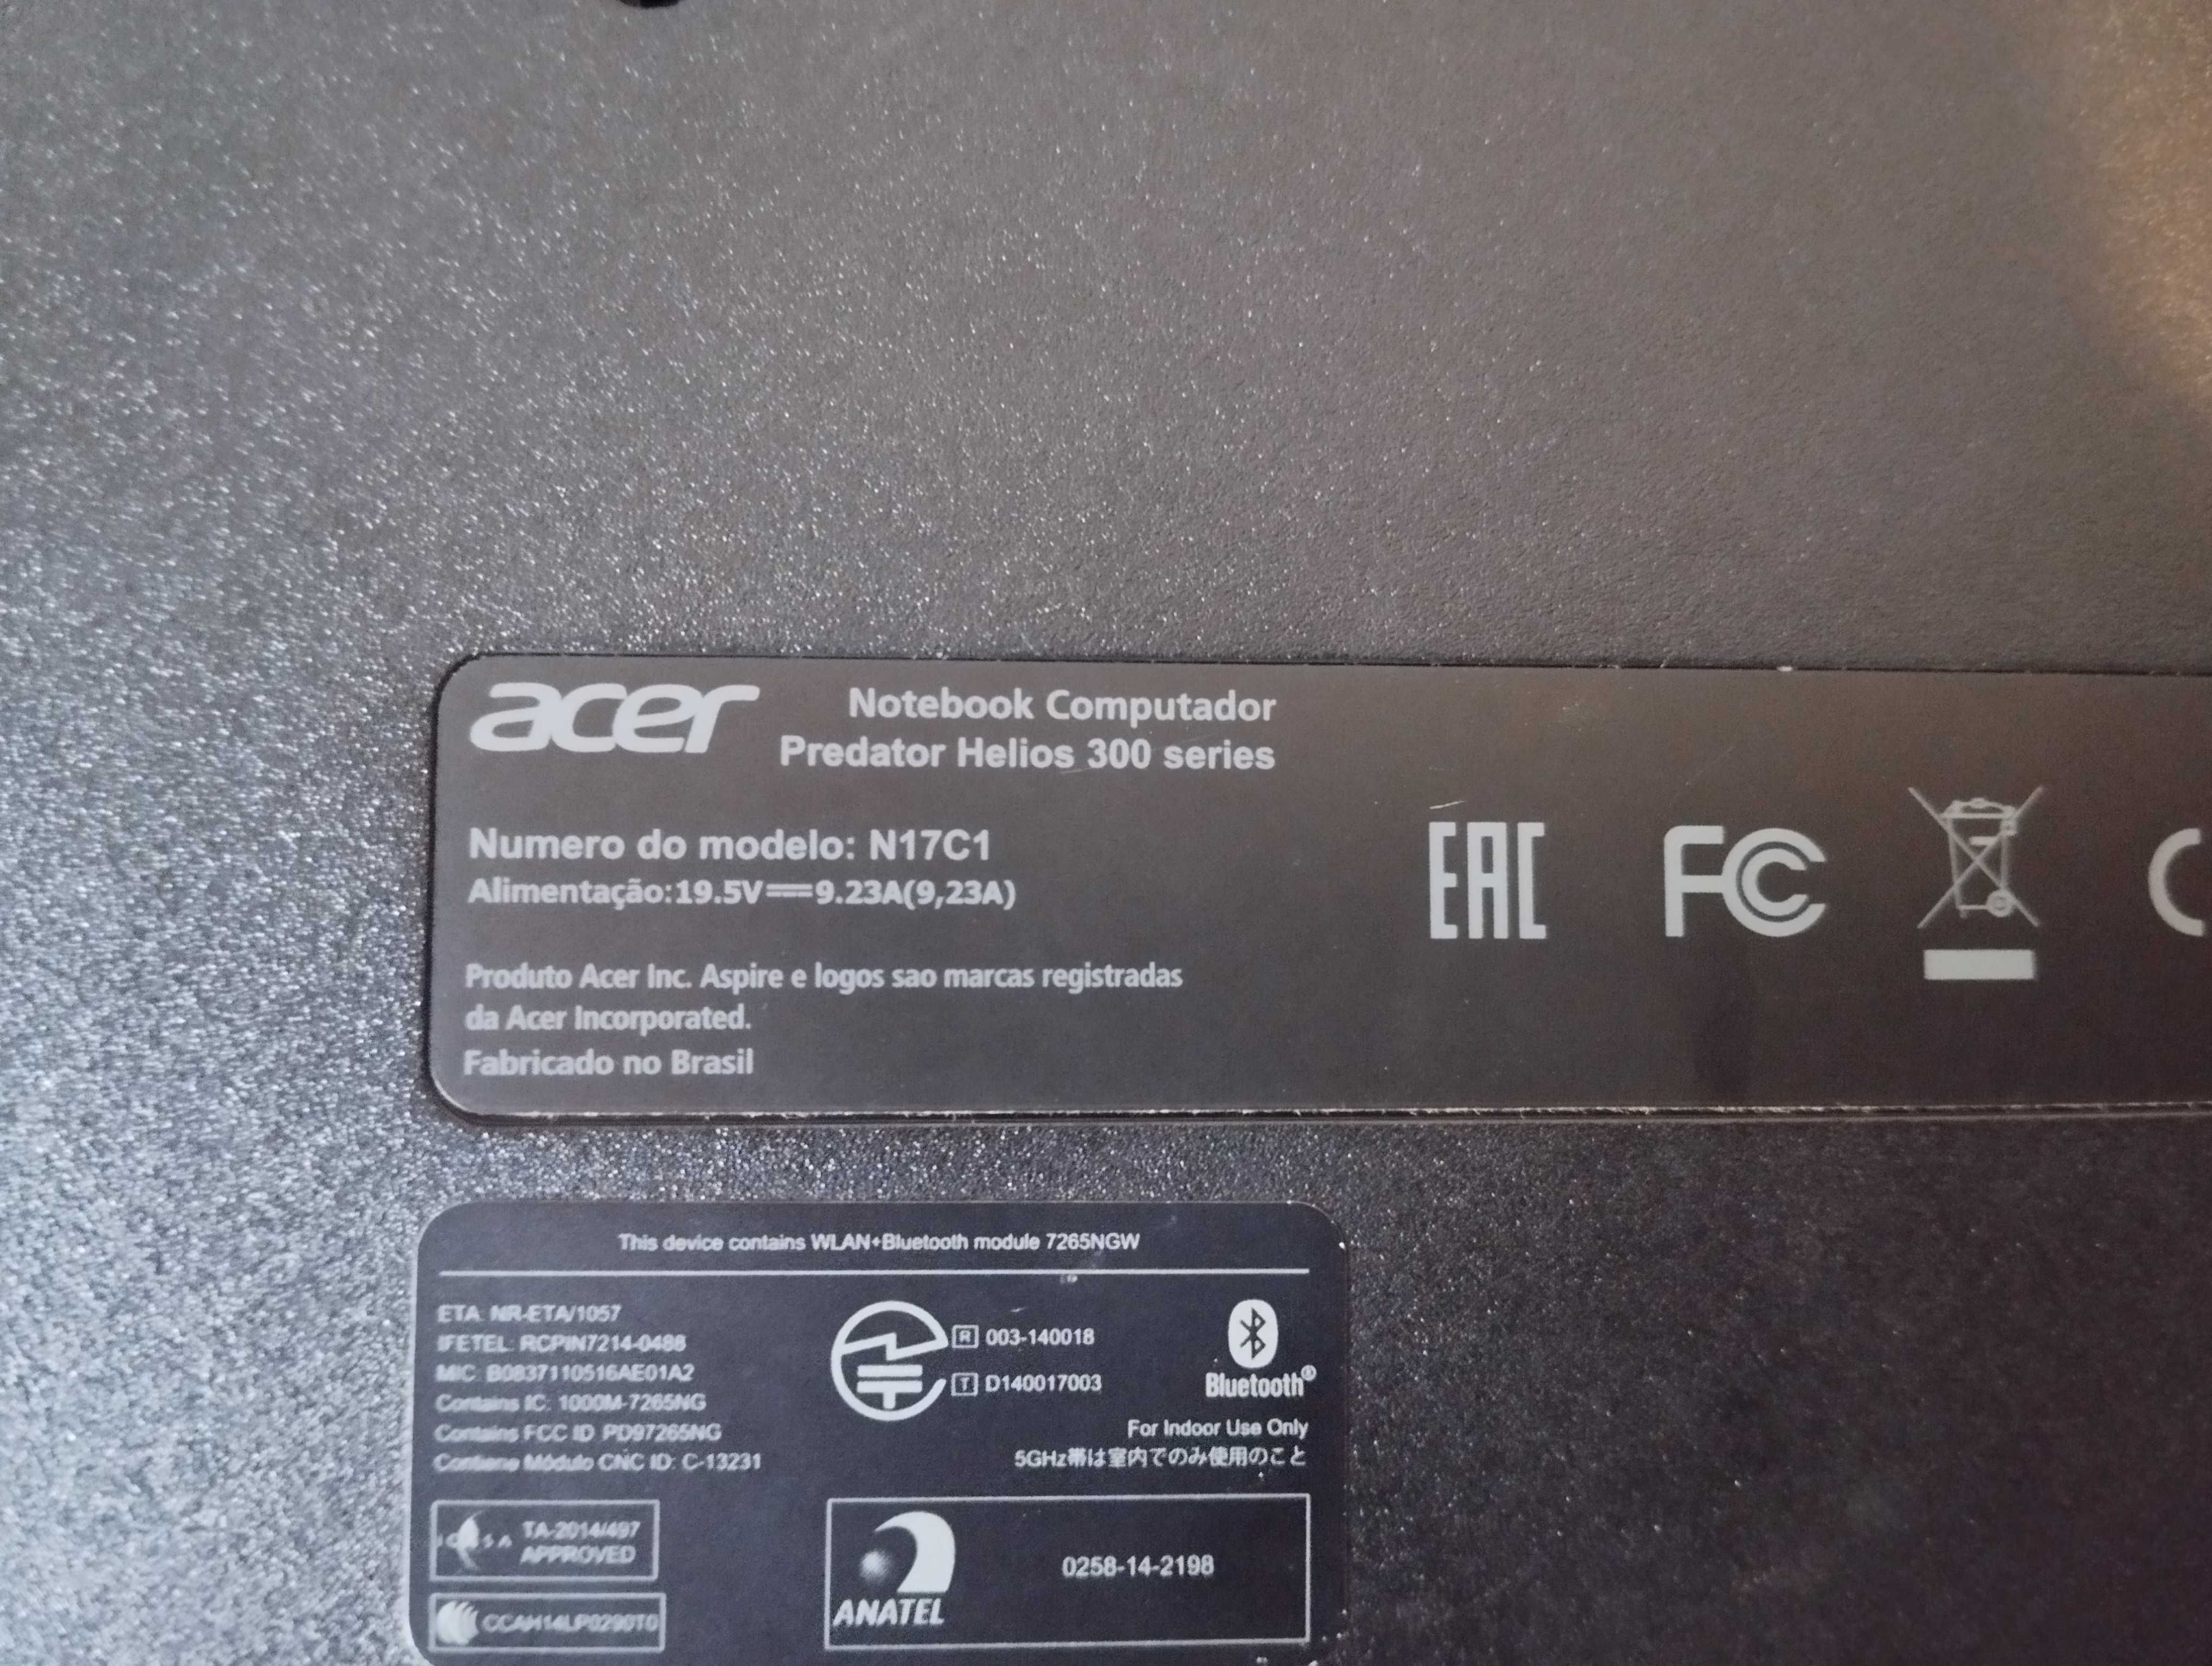 acer
Notebook Computador
Predator Helios 300 series
Numero do modelo: N17C1
Alimentação:19.5V⎓9.23A(9,23A)
Produto Acer Inc. Aspire e logos sao marcas registradas
da Acer Incorporated.
Fabricado no Brasil
EAC
FC
This device contains WLAN+Bluetooth module 7265NGW
ETA NR-ETA/1057
IFETEL: RCPIN7214-0486
MIC: B0837110516AE01A2
Contains IC: 1000M-7265NG
Contains FCC ID PD97265NG
Contiene Módulo CNC ID: C-13231
R 003-140018
T D140017003
Bluetooth®
For Indoor Use Only
5GHz帯は室内でのみ使用のこと
TA-2014/497
APPROVED
CCAH14LP0290T0
ANATEL
0258-14-2198